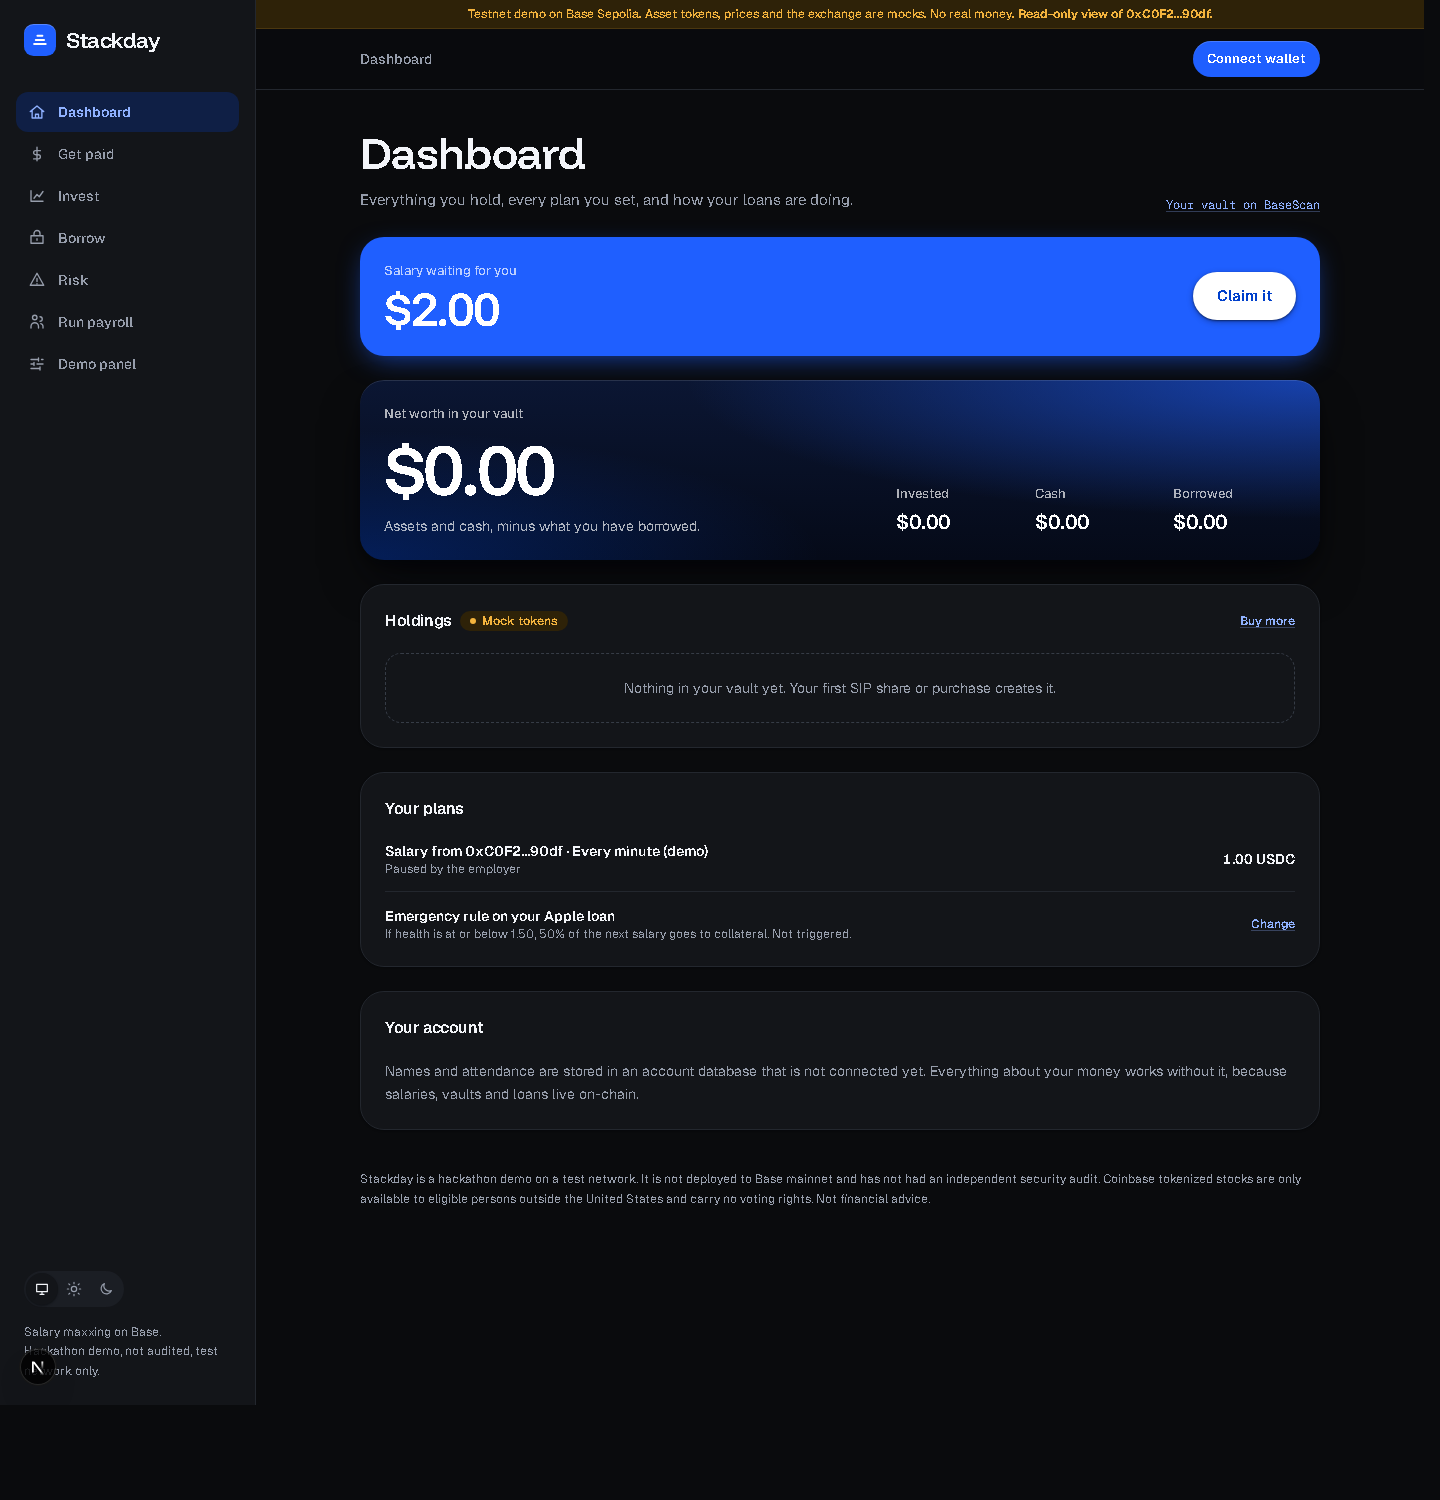 Testnet demo on Base Sepolia. Asset tokens, prices and the exchange are mocks. No real money. Read-only view of 0xC0F2...90df.
Stackday
Dashboard
Get paid
Invest
Borrow
Risk
Run payroll
Demo panel
Dashboard
Connect wallet
Dashboard
Everything you hold, every plan you set, and how your loans are doing.
Your vault on BaseScan
Salary waiting for you
$2.00
Claim it
Net worth in your vault
$0.00
Assets and cash, minus what you have borrowed.
Invested
$0.00
Cash
$0.00
Borrowed
$0.00
Holdings
Mock tokens
Buy more
Nothing in your vault yet. Your first SIP share or purchase creates it.
Your plans
Salary from 0xC0F2...90df · Every minute (demo)
Paused by the employer
1.00 USDC
Emergency rule on your Apple loan
If health is at or below 1.50, 50% of the next salary goes to collateral. Not triggered.
Change
Your account
Names and attendance are stored in an account database that is not connected yet. Everything about your money works without it, because
salaries, vaults and loans live on-chain.
Stackday is a hackathon demo on a test network. It is not deployed to Base mainnet and has not had an independent security audit. Coinbase tokenized stocks are only
available to eligible persons outside the United States and carry no voting rights. Not financial advice.
Salary maxxing on Base.
Hackathon demo, not audited, test
network only.
N